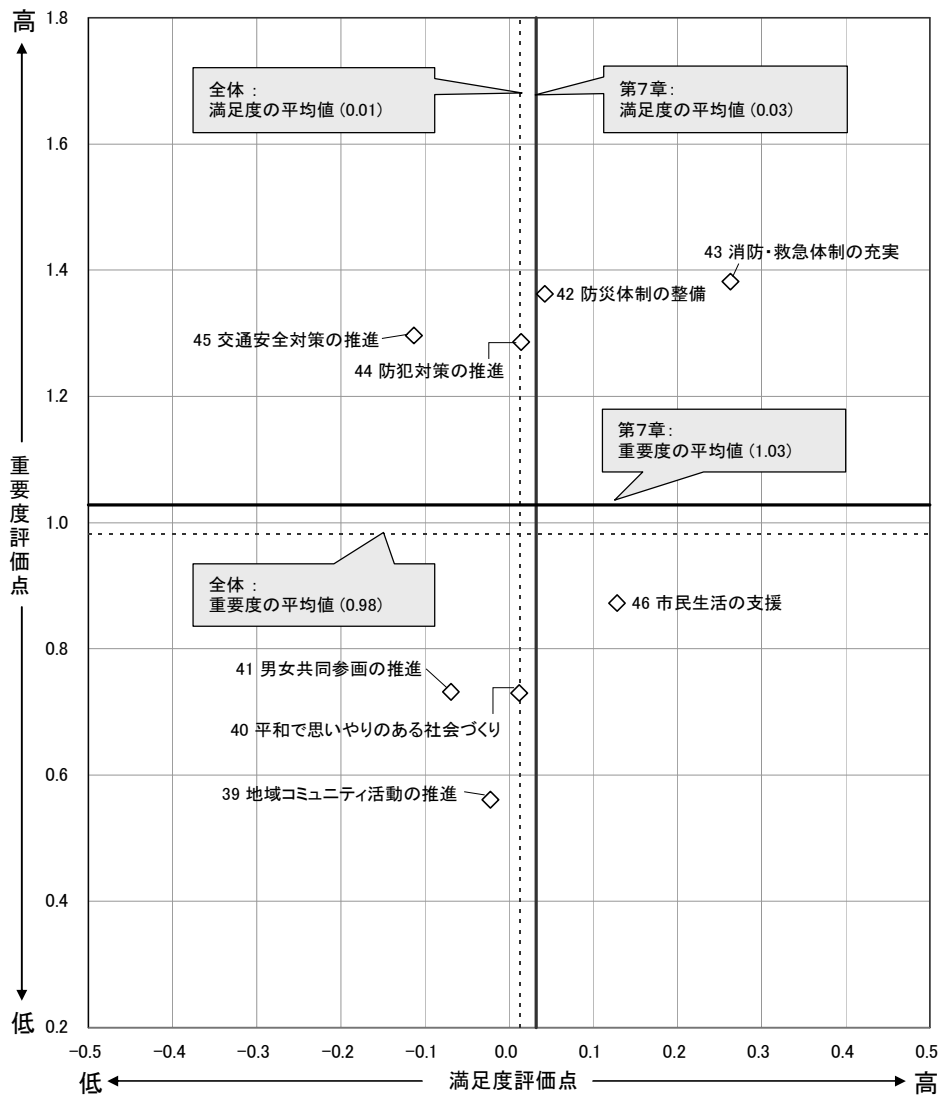 高
1.8
全体：
満足度の平均値(0.01)
第7章：
満足度の平均値(0.03)
1.6
43 消防・救急体制の充実
1.4
42 防災体制の整備
45 交通安全対策の推進
44 防犯対策の推進
1.2
第7章：
重要度の平均値(1.03)
重要度評価点
1.0
全体：
重要度の平均値(0.98)
46 市民生活の支援
0.8
41 男女共同参画の推進
40 平和で思いやりのある社会づくり
0.6
39 地域コミュニティ活動の推進
0.4
低
0.2
-0.5 -0.4 -0.3 -0.2 -0.1 0.0 0.1 0.2 0.3 0.4 0.5
低 満足度評価点 高